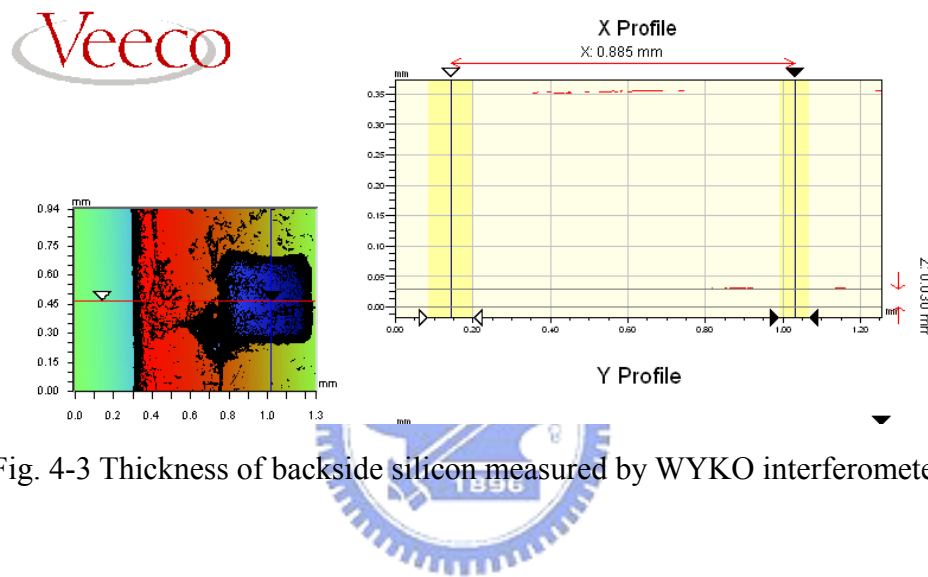 Veeco
X Profile
X: 0.885 mm
mm
0.35
0.30
0.25
0.20
0.15
0.10
0.05
0.00
0.00 0.20 0.40 0.60 0.80 1.00 1.20
mm
Z: 0.030 mm
mm
0.94
0.75
0.60
0.45
0.30
0.15
0.00
mm
0.0 0.2 0.4 0.6 0.8 1.0 1.3
Y Profile
mm
Fig. 4-3 Thickness of backside silicon measured by WYKO interferomete
1896